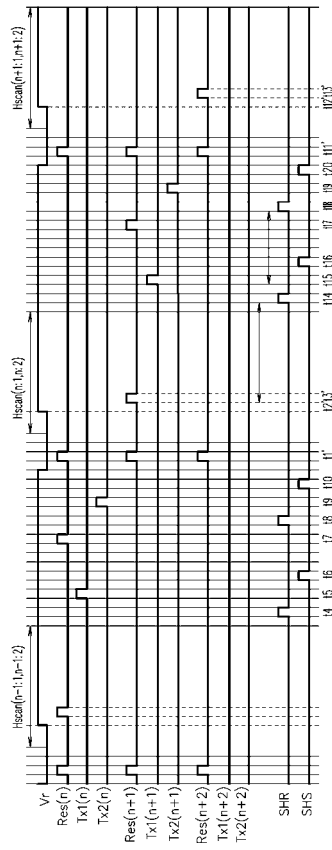 Hscan{n-1:1,n-1:2}
Hscan{n:1,n:2}
Hscan{n+1:1,n+1:2}
Vr
Res(n)
Tx1(n)
Tx2(n)
Res(n+1)
Tx1(n+1)
Tx2(n+1)
Res(n+2)
Tx1(n+2)
Tx2(n+2)
SHR
SHS
t4
t5
t6
t7
t8
t9
t10
t14
t15
t16
t17
t18
t19
t20